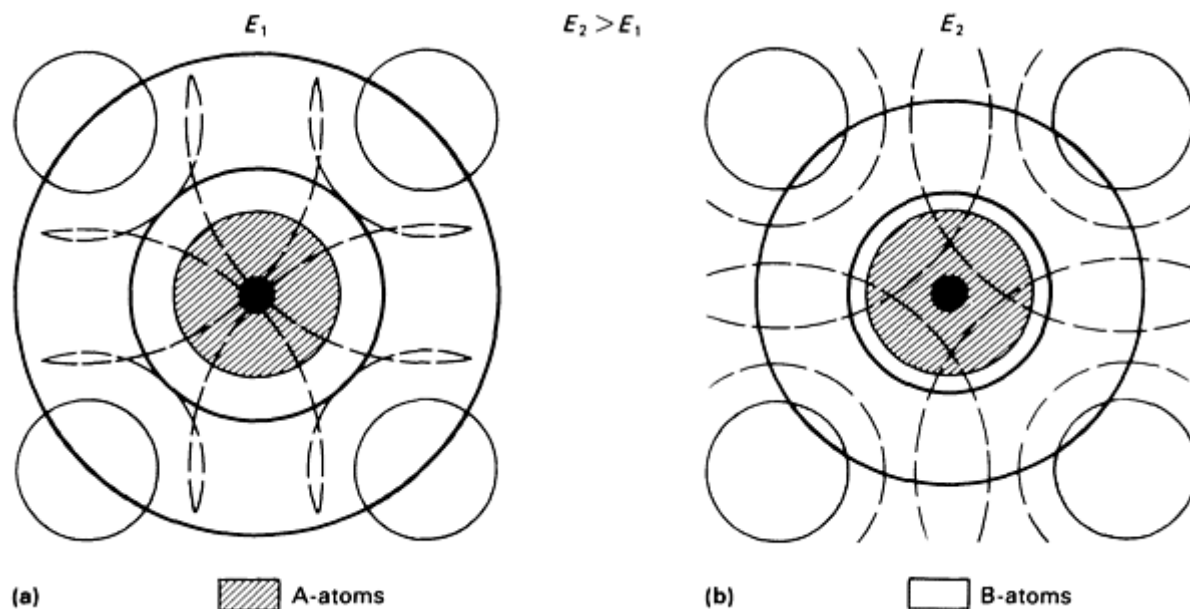 E₁
E₂ > E₁
E₂
(a)
A-atoms
(b)
B-atoms